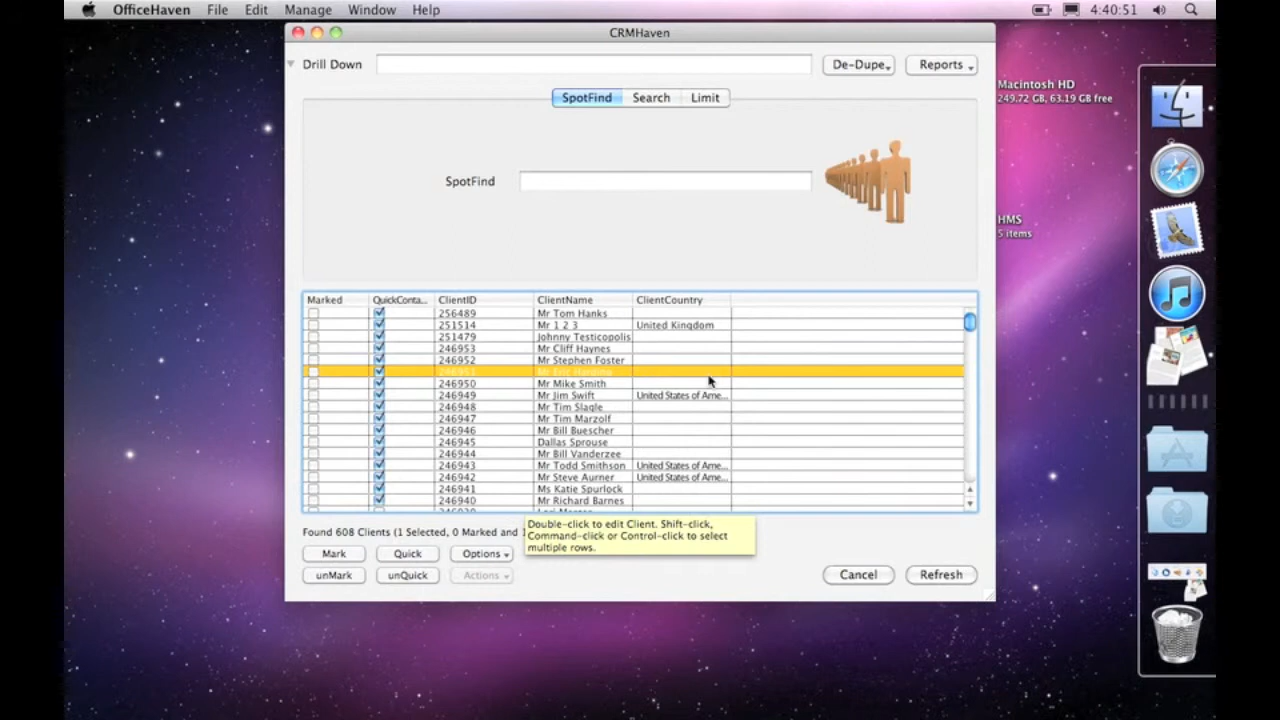 OfficeHaven File Edit Manage Window Help 4:40:51
CRMHaven
Drill Down De-Dupe Reports
Macintosh HD
249.72 GB, 63.19 GB free
SpotFind Search Limit
SpotFind
HMS
5 items
Marked QuickConta... ClientID ClientName ClientCountry
256489 Mr Tom Hanks
251514 Mr 1 2 3 United Kingdom
251479 Johnny Testicopolis
246953 Mr Cliff Haynes
246952 Mr Stephen Foster
246951 Mr Eric Harding
246950 Mr Mike Smith
246949 Mr Jim Swift United States of Ame...
246948 Mr Tim Slagle
246947 Mr Tim Marzolf
246946 Mr Bill Buescher
246945 Dallas Sprouse
246944 Mr Bill Vanderzee
246943 Mr Todd Smithson United States of Ame...
246942 Mr Steve Aurner United States of Ame...
246941 Ms Katie Spurlock
246940 Mr Richard Barnes
Found 608 Clients (1 Selected, 0 Marked and 1
Double-click to edit Client. Shift-click,
Command-click or Control-click to select
multiple rows.
Mark Quick Options
unMark unQuick Actions Cancel Refresh